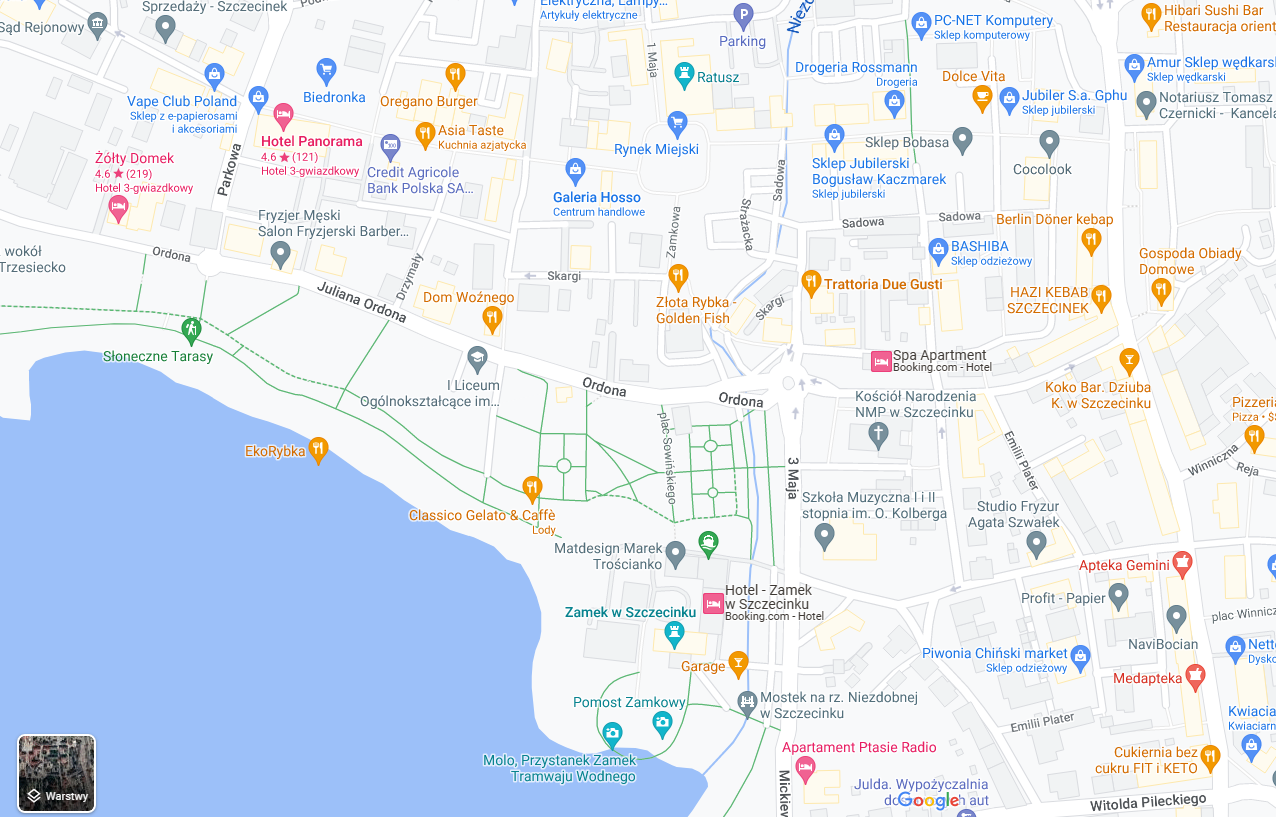 Sprzedaży - Szczecinek
Sąd Rejonowy
Artykuły elektryczne
Parking
PC-NET Komputery
Sklep komputerowy
Hibari Sushi Bar
Restauracja orient
1 Maja
Ratusz
Drogeria Rossmann
Drogeria
Dolce Vita
Amur Sklep wędkarsk
Sklep wędkarski
Vape Club Poland
Sklep z e-papierosami
i akcesoriami
Biedronka
Oregano Burger
Jubiler S.a. Gphu
Sklep jubilerski
Notariusz Tomasz
Czernicki - Kancela
Hotel Panorama
4.6 ★ (121)
Hotel 3-gwiazdkowy
Asia Taste
Kuchnia azjatycka
Rynek Miejski
Sklep Bobasa
Żółty Domek
4.6 ★ (219)
Hotel 3-gwiazdkowy
Parkowa
Credit Agricole
Bank Polska SA...
Sklep Jubilerski
Bogusław Kaczmarek
Sklep jubilerski
Cocolook
Sadowa
Galeria Hosso
Centrum handlowe
Fryzjer Męski
Salon Fryzjerski Barber...
Zamkowa
Strażacka
Sadowa
Sadowa
Berlin Döner kebap
wokół
Trzesiecko
Ordona
BASHIBA
Sklep odzieżowy
Gospoda Obiady
Domowe
Drzymały
Skargi
Juliana Ordona
Dom Woźnego
Złota Rybka -
Golden Fish
Skargi
Trattoria Due Gusti
HAZI KEBAB
SZCZECINEK
Słoneczne Tarasy
Spa Apartment
Booking.com - Hotel
I Liceum
Ogólnokształcące im...
Ordona
Ordona
Koko Bar. Dziuba
K. w Szczecinku
Kościół Narodzenia
NMP w Szczecinku
Pizzeria
Pizza • $
plac Sowińskiego
EkoRybka
3 Maja
Emilii Plater
Winniczna
Reja
Classico Gelato & Caffè
Lody
Szkoła Muzyczna I i II
stopnia im. O. Kolberga
Studio Fryzur
Agata Szwałek
Matdesign Marek
Trościanko
Apteka Gemini
Hotel - Zamek
w Szczecinku
Booking.com - Hotel
Zamek w Szczecinku
Profit - Papier
plac Winnic
NaviBocian
Garage
Piwonia Chiński market
Sklep odzieżowy
Netto
Dysko
Medapteka
Pomost Zamkowy
Mostek na rz. Niezdobnej
w Szczecinku
Emilii Plater
Kwiaciar
Kwiaciarn
Molo, Przystanek Zamek
Tramwaju Wodnego
Apartament Ptasie Radio
Cukiernia bez
cukru FIT i KETO
Julda. Wypożyczalnia
Google
Warstwy
Witolda Pileckiego